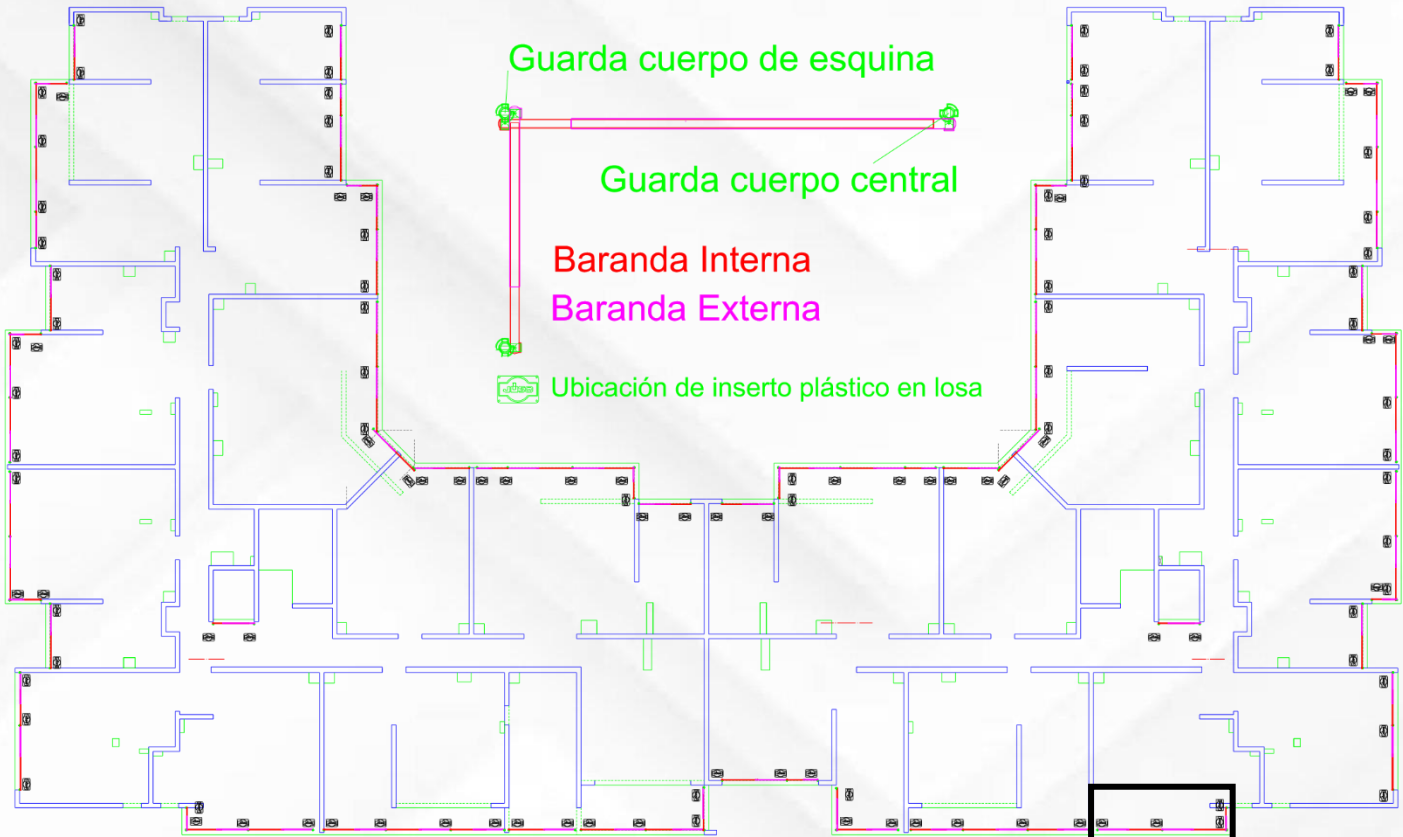 Guarda cuerpo de esquina
Guarda cuerpo central
Baranda Interna
Baranda Externa
Ubicación de inserto plástico en losa